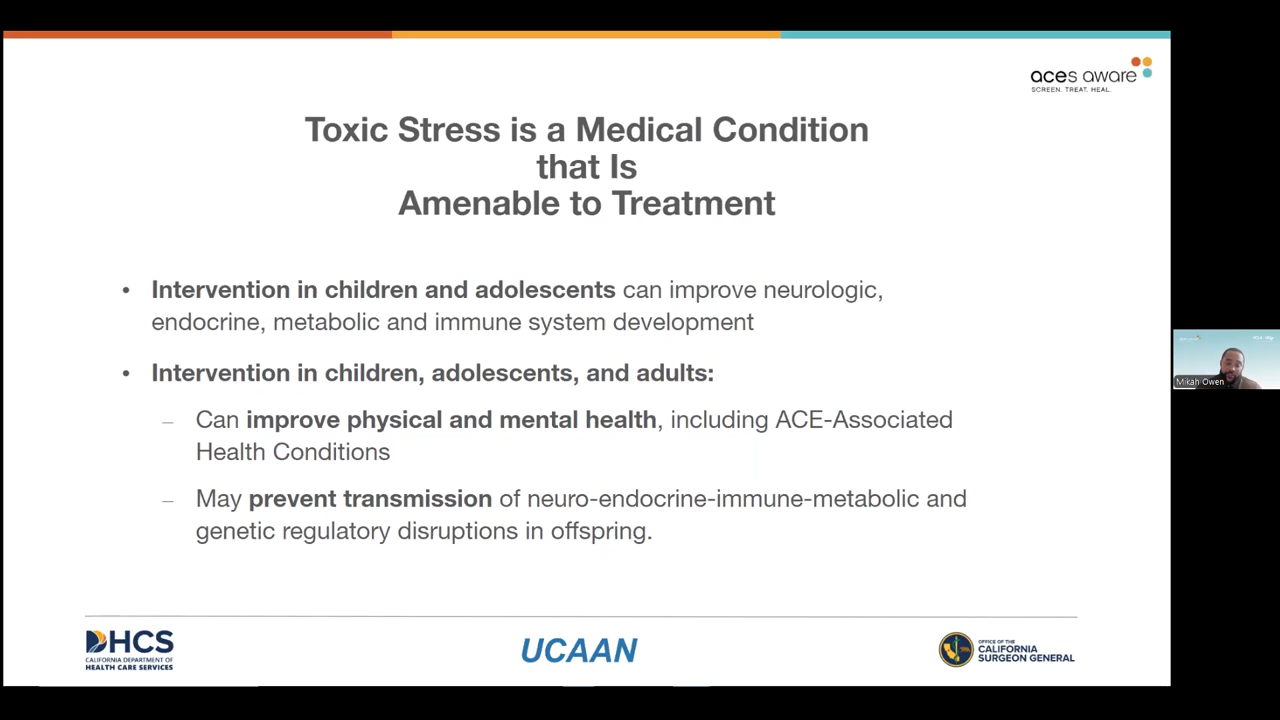 aces aware
SCREEN. TREAT. HEAL.
Toxic Stress is a Medical Condition
that Is
Amenable to Treatment
• Intervention in children and adolescents can improve neurologic,
endocrine, metabolic and immune system development
• Intervention in children, adolescents, and adults:
– Can improve physical and mental health, including ACE-Associated
Health Conditions
– May prevent transmission of neuro-endocrine-immune-metabolic and
genetic regulatory disruptions in offspring.
Mikah Owen
DHCS
CALIFORNIA DEPARTMENT OF
HEALTH CARE SERVICES
UCAAN
OFFICE OF THE
CALIFORNIA
SURGEON GENERAL